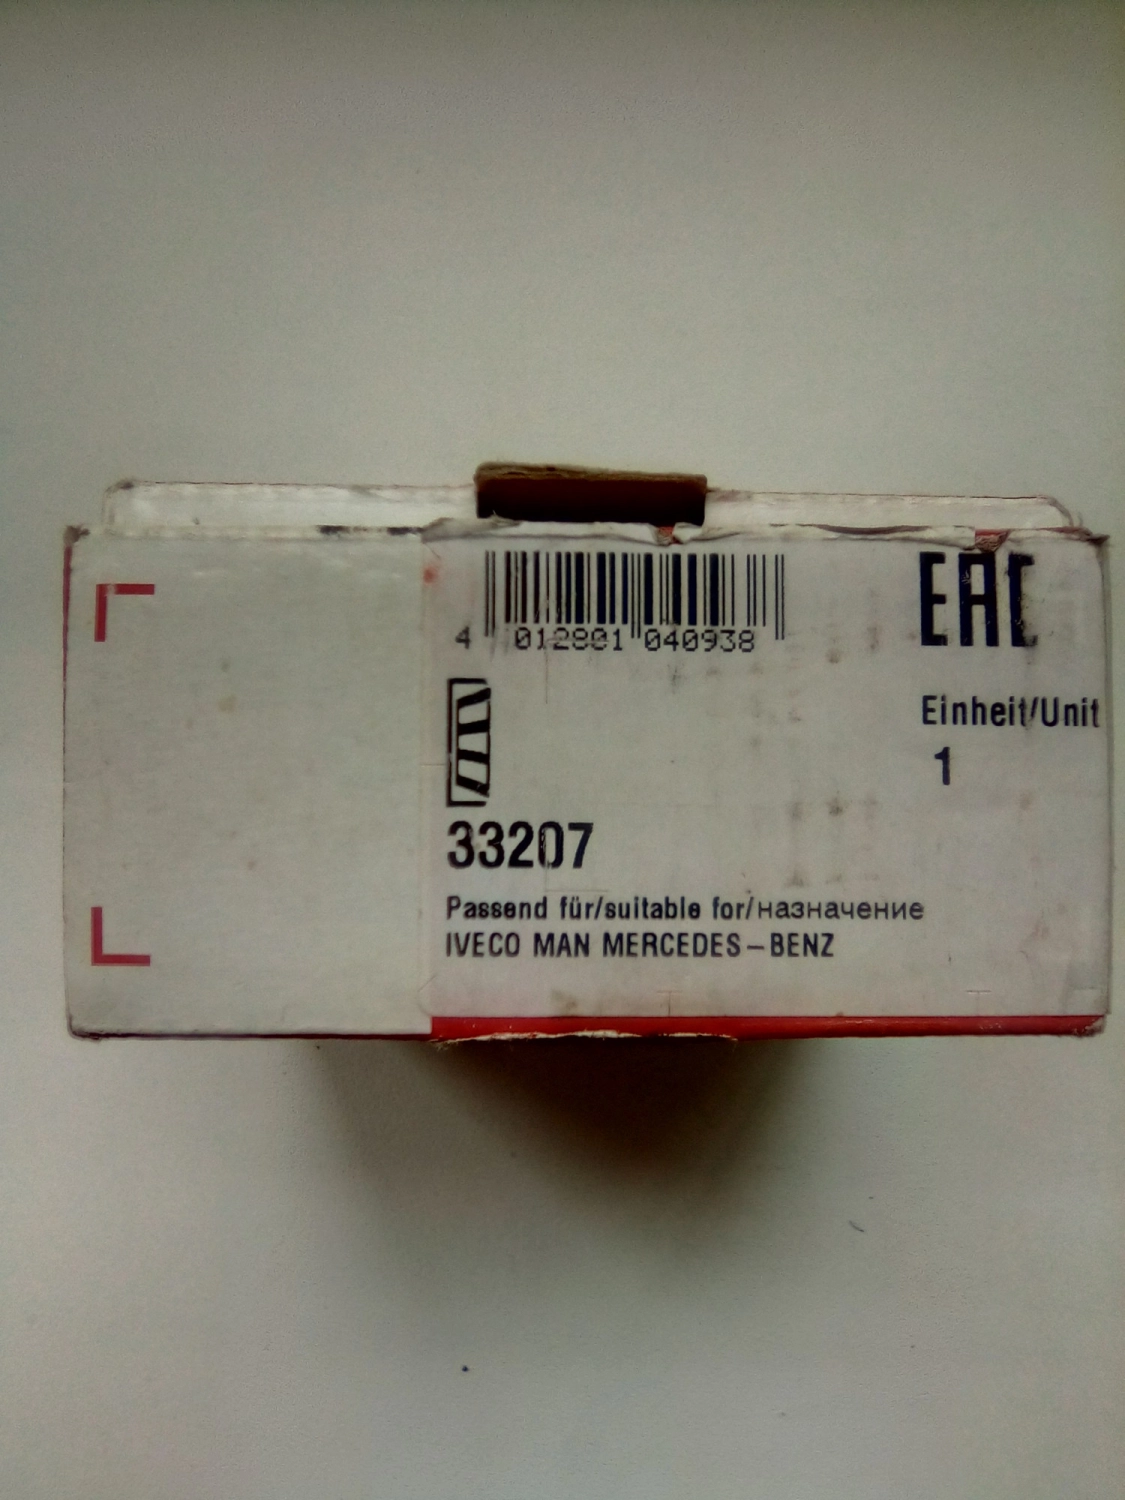 EAC
4 012801 040938
Einheit/Unit
1
33207
Passend für/suitable for/назначение
IVECO MAN MERCEDES-BENZ